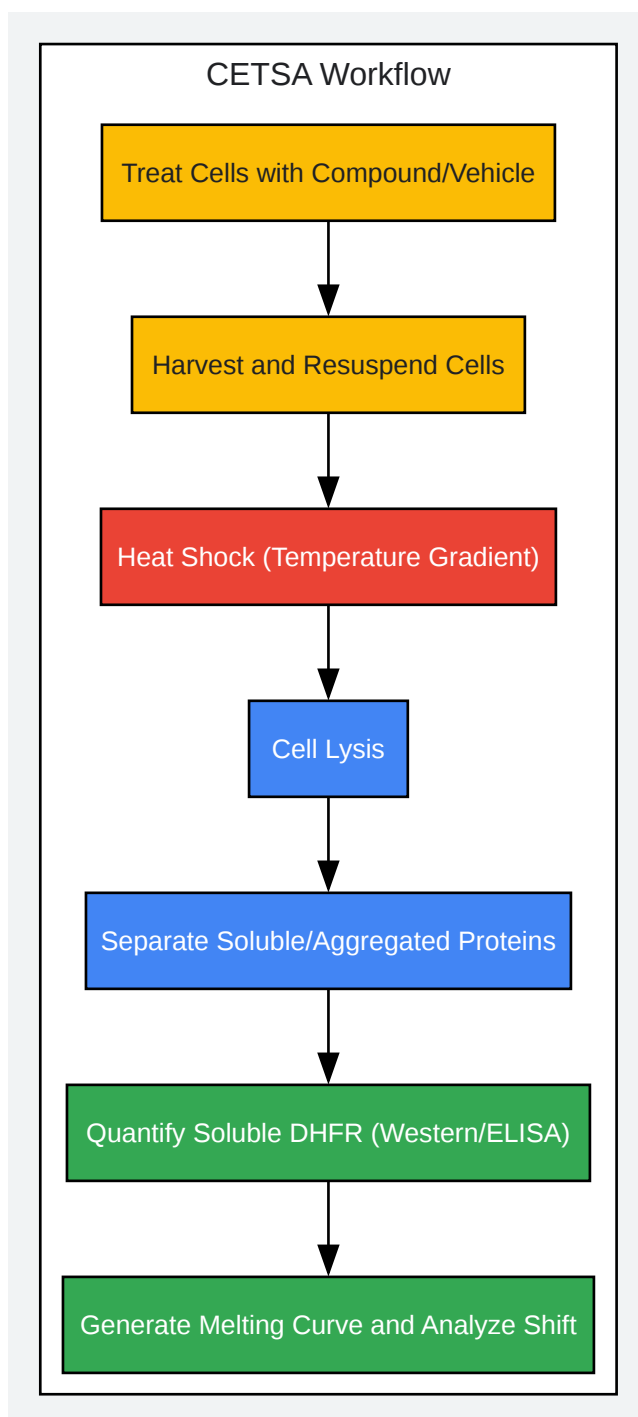 CETSA Workflow
Treat Cells with Compound/Vehicle
Harvest and Resuspend Cells
Heat Shock (Temperature Gradient)
Cell Lysis
Separate Soluble/Aggregated Proteins
Quantify Soluble DHFR (Western/ELISA)
Generate Melting Curve and Analyze Shift